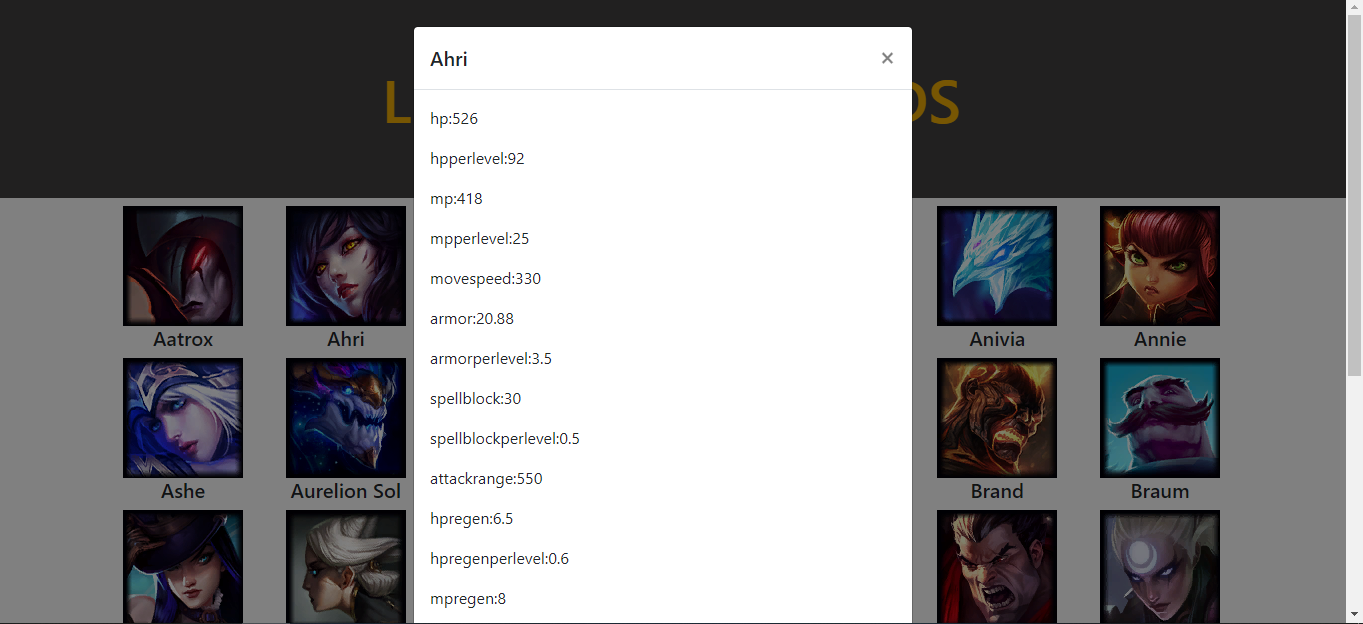 Ahri ×
hp:526
hpperlevel:92
mp:418
mpperlevel:25
movespeed:330
armor:20.88
armorperlevel:3.5
spellblock:30
spellblockperlevel:0.5
attackrange:550
hpregen:6.5
hpregenperlevel:0.6
mpregen:8
Aatrox
Ahri
Anivia
Annie
Ashe
Aurelion Sol
Brand
Braum